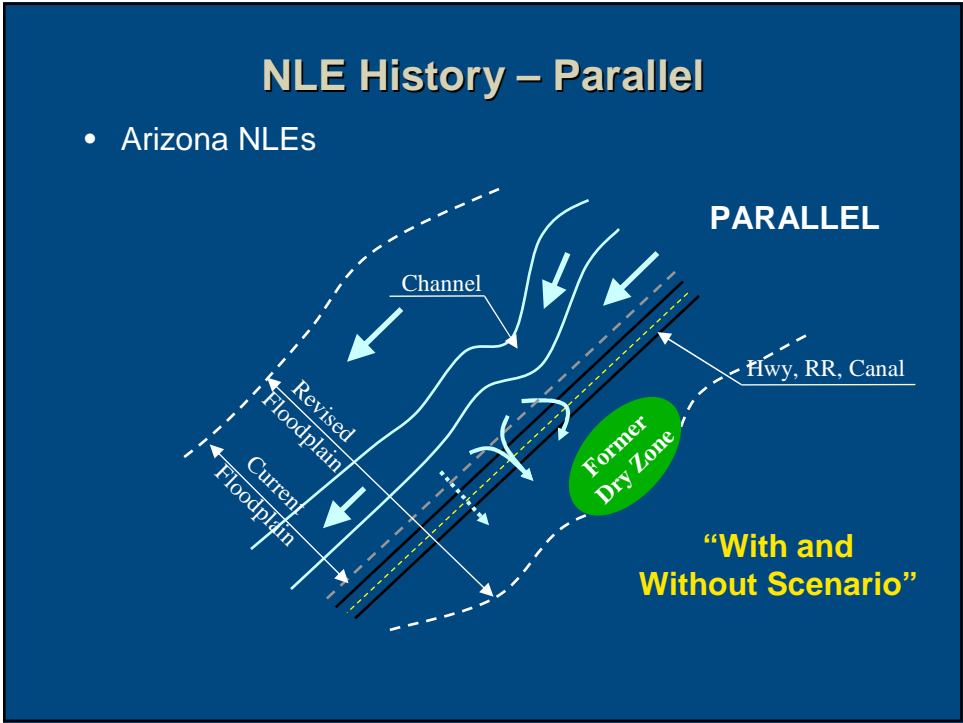 NLE History – Parallel
• Arizona NLEs
PARALLEL
Channel
Hwy, RR, Canal
Revised
Floodplain
Current
Floodplain
Former
Dry Zone
“With and
Without Scenario”